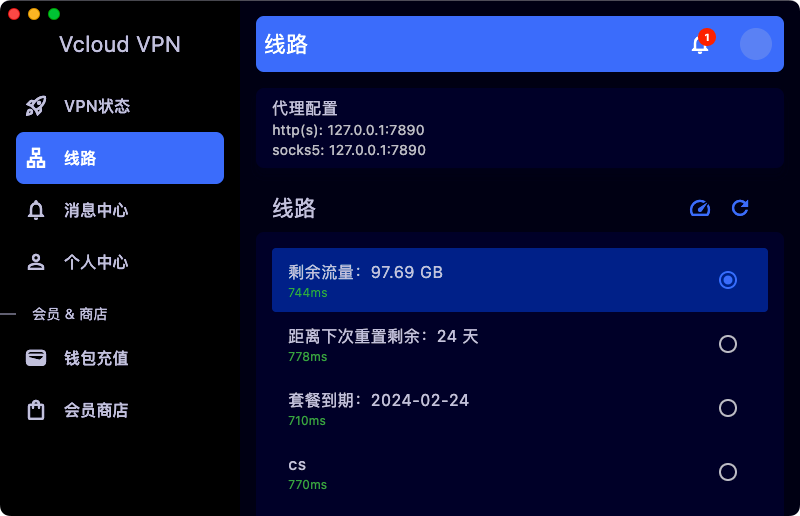 Vcloud VPN
VPN状态
线路
消息中心
个人中心
会员 & 商店
钱包充值
会员商店
线路
1
代理配置
http(s): 127.0.0.1:7890
socks5: 127.0.0.1:7890
线路
剩余流量：97.69 GB
744ms
距离下次重置剩余：24 天
778ms
套餐到期：2024-02-24
710ms
cs
770ms